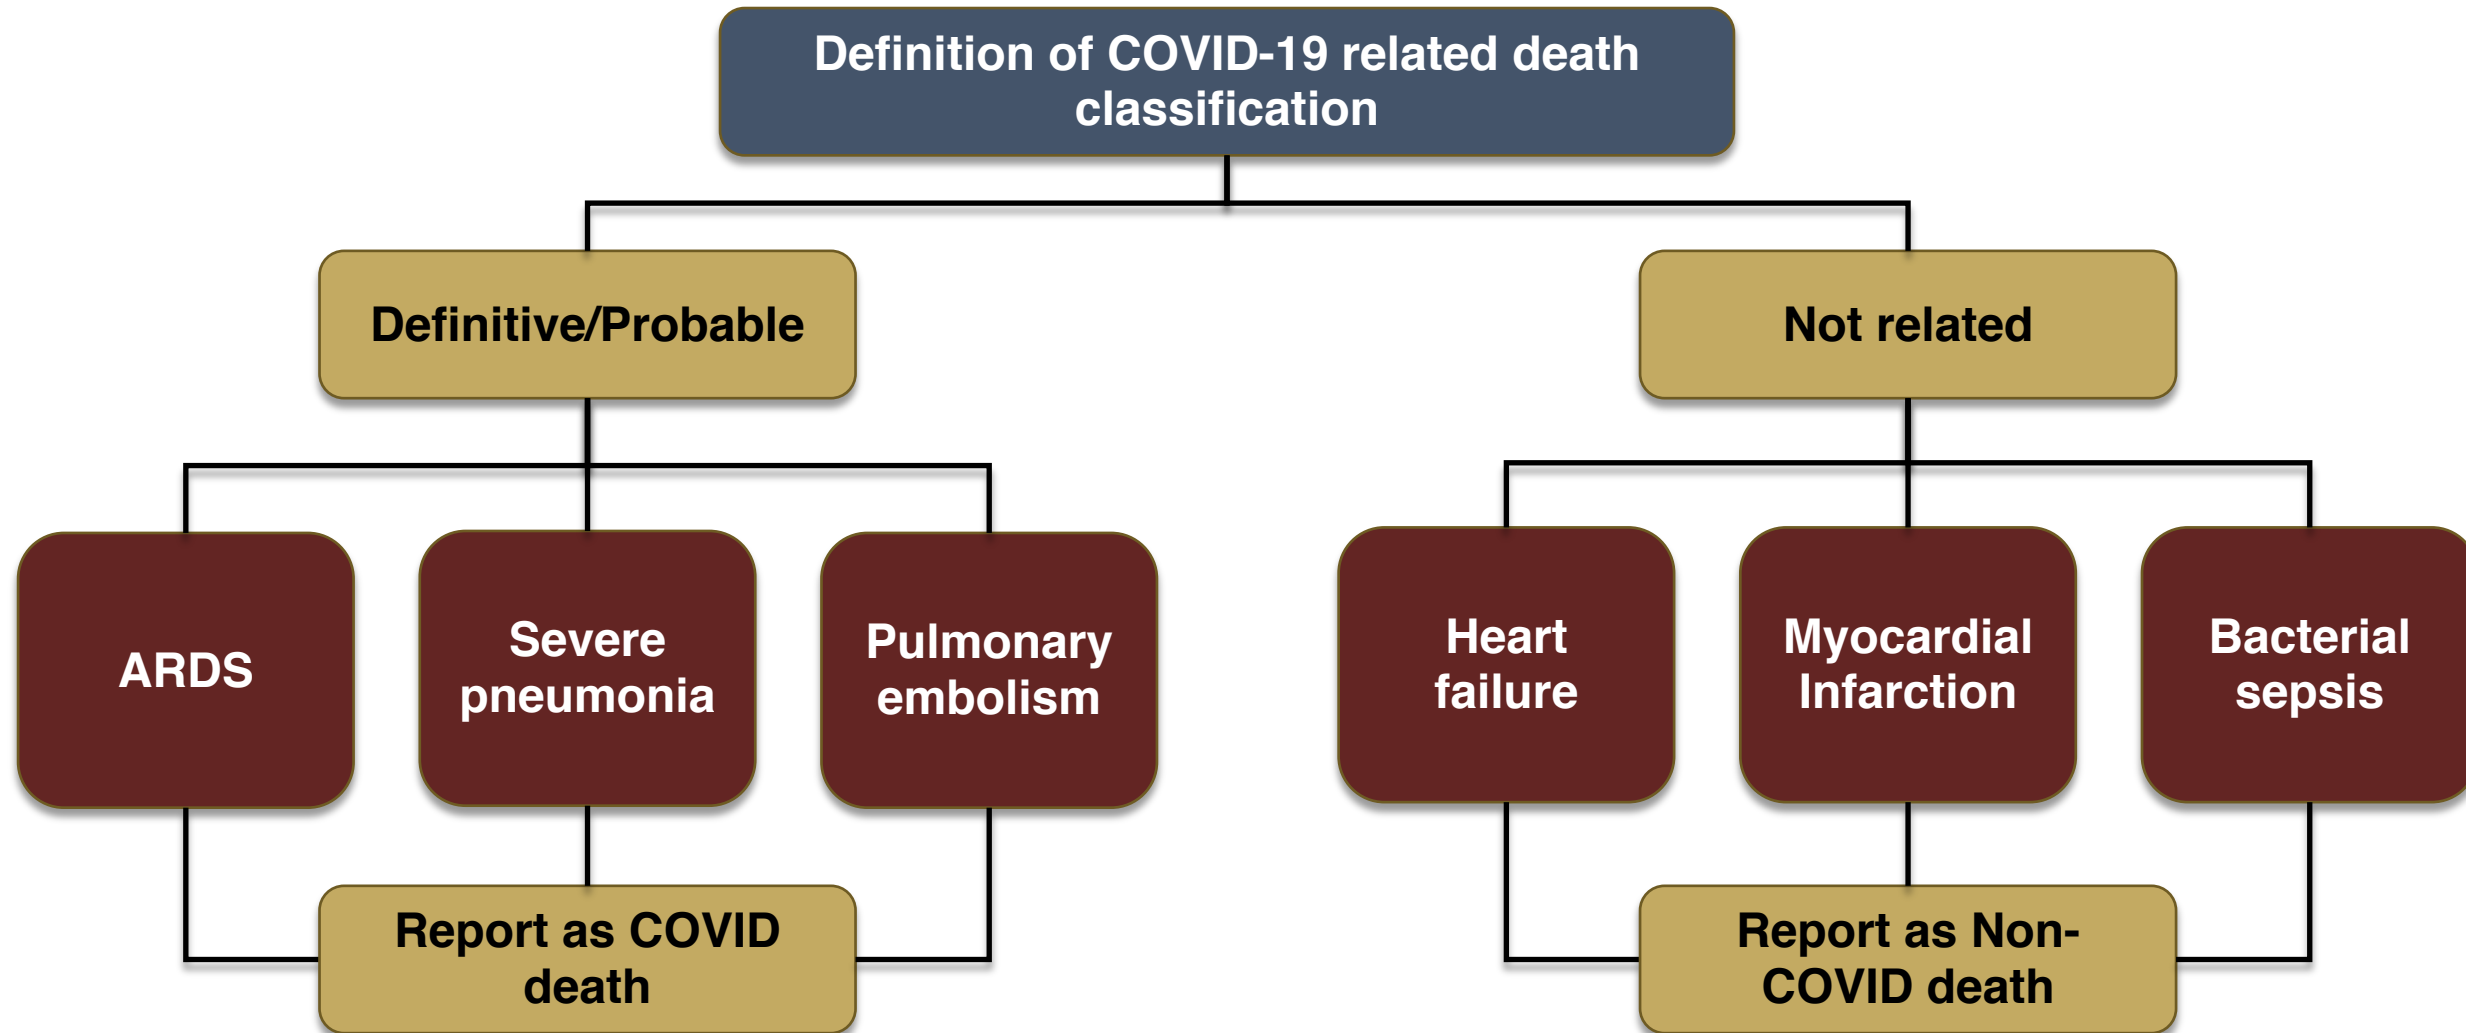 Definition of COVID-19 related death
classification
Definitive/Probable
Not related
ARDS
Severe
pneumonia
Pulmonary
embolism
Heart
failure
Myocardial
Infarction
Bacterial
sepsis
Report as COVID
death
Report as Non-
COVID death